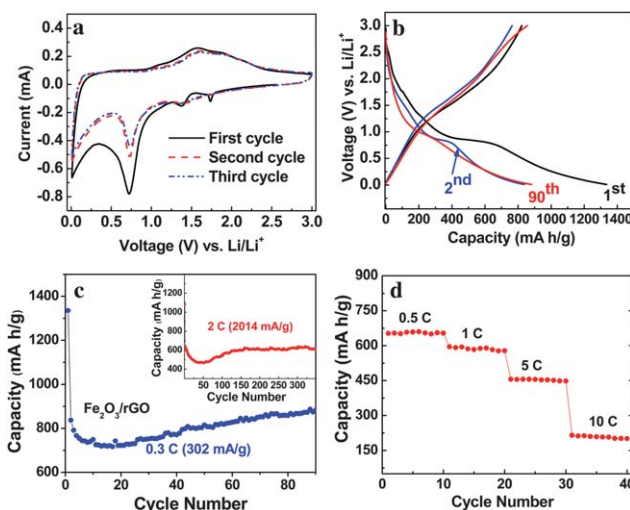 a
0.4
0.2
0.0
-0.2
-0.4
-0.6
-0.8
Current (mA)
First cycle
Second cycle
Third cycle
0.0 0.5 1.0 1.5 2.0 2.5 3.0
Voltage (V) vs. Li/Li⁺
b
3.0
2.5
2.0
1.5
1.0
0.5
0.0
Voltage (V) vs. Li/Li⁺
2nd
90th
1st
0 200 400 600 800 1000 1200 1400
Capacity (mA h/g)
c
1400
1200
1000
800
600
Capacity (mA h/g)
Fe₂O₃/rGO
0.3 C (302 mA/g)
0 20 40 60 80
Cycle Number
1000
800
600
400
Capacity (mA h/g)
2 C (2014 mA/g)
50 100 150 200 250 300
Cycle Number
d
900
750
600
450
300
150
Capacity (mA h/g)
0.5 C
1 C
5 C
10 C
0 10 20 30 40
Cycle Number